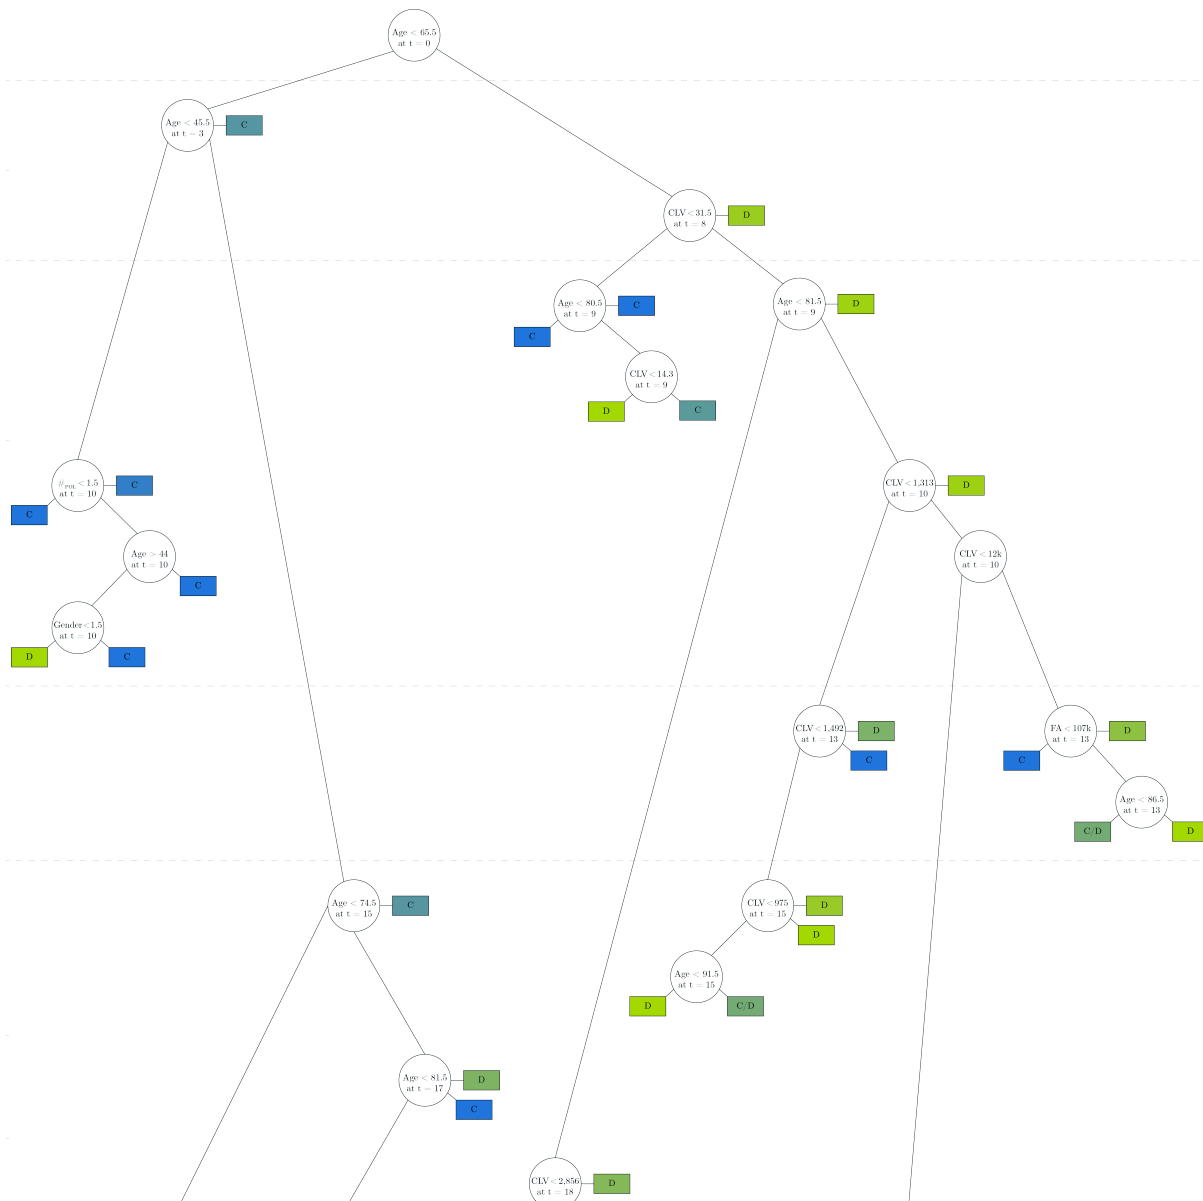 Age < 65.5
at t = 0
Age < 45.5
at t = 3
C
CLV < 31.5
at t = 8
D
Age < 80.5
at t = 9
C
C
Age < 81.5
at t = 9
D
CLV < 14.3
at t = 9
D
C
#POL < 1.5
at t = 10
C
C
CLV < 1,313
at t = 10
D
Age > 44
at t = 10
C
CLV < 12k
at t = 10
Gender < 1.5
at t = 10
D
C
CLV < 1,492
at t = 13
D
C
FA < 107k
at t = 13
D
C
Age < 86.5
at t = 13
C/D
D
Age < 74.5
at t = 15
C
CLV < 975
at t = 15
D
D
Age < 91.5
at t = 15
D
C/D
Age < 81.5
at t = 17
D
C
CLV < 2,856
at t = 18
D